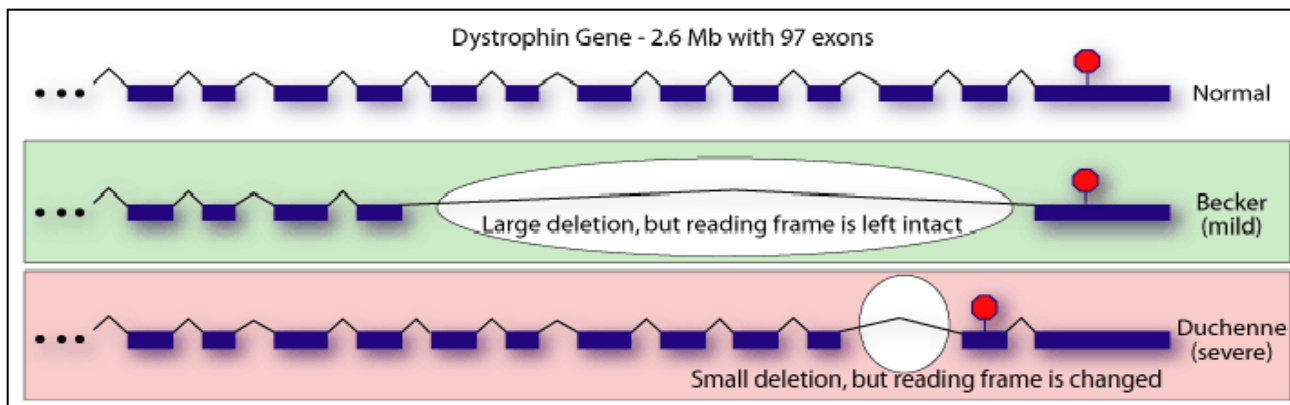 Dystrophin Gene - 2.6 Mb with 97 exons
Normal
Large deletion, but reading frame is left intact
Becker
(mild)
Duchenne
(severe)
Small deletion, but reading frame is changed